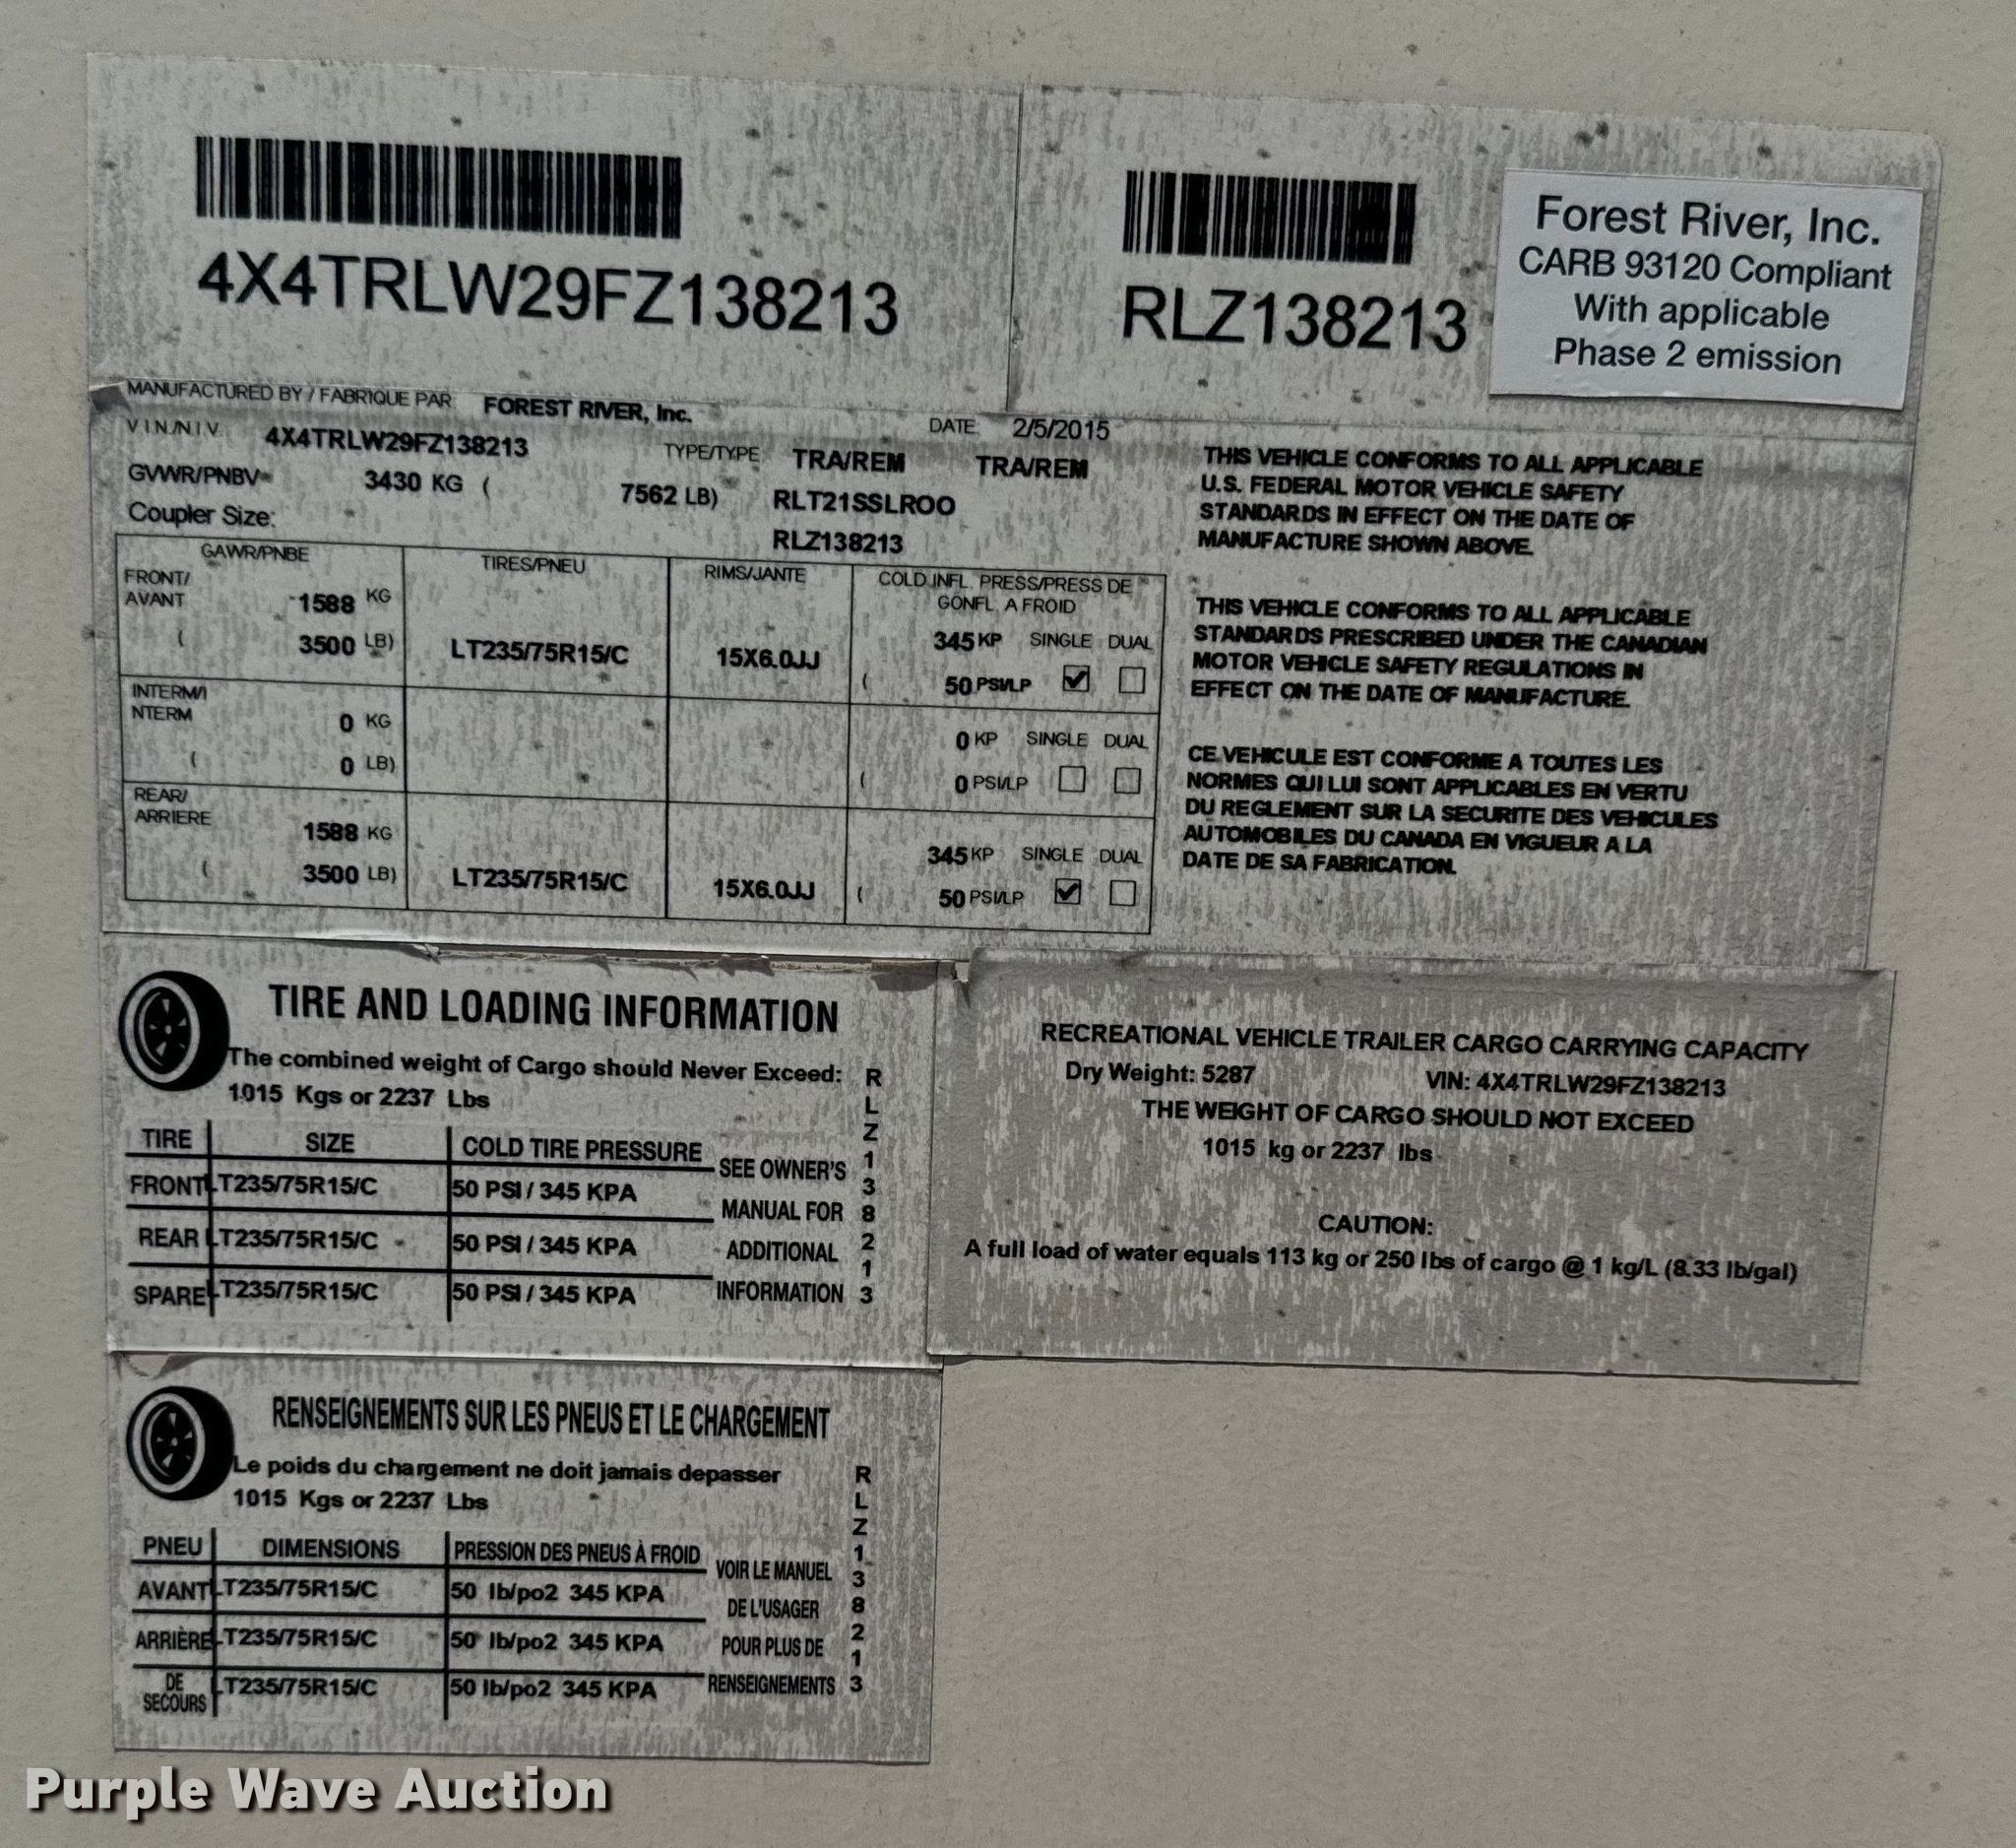 4X4TRLW29FZ138213
RLZ138213
Forest River, Inc.
CARB 93120 Compliant
With applicable
Phase 2 emission
MANUFACTURED BY / FABRIQUE PAR FOREST RIVER, Inc.
DATE 2/5/2015
V I N./N I V. 4X4TRLW29FZ138213
TYPE/TYPE TRA/REM TRA/REM
GVWR/PNBV 3430 KG ( 7562 LB) RLT21SSLROO
Coupler Size: RLZ138213
GAWR/PNBE TIRES/PNEU RIMS/JANTE COLD INFL. PRESS/PRESS DE
GONFL. A FROID
FRONT/
AVANT 1588 KG
345 KP SINGLE DUAL
( 3500 LB) LT235/75R15/C 15X6.0JJ ( 50 PSI/LP
INTERM/I
NTERM 0 KG
0 KP SINGLE DUAL
( 0 LB) ( 0 PSI/LP
REAR/
ARRIERE 1588 KG
345 KP SINGLE DUAL
( 3500 LB) LT235/75R15/C 15X6.0JJ ( 50 PSI/LP
THIS VEHICLE CONFORMS TO ALL APPLICABLE
U.S. FEDERAL MOTOR VEHICLE SAFETY
STANDARDS IN EFFECT ON THE DATE OF
MANUFACTURE SHOWN ABOVE.
THIS VEHICLE CONFORMS TO ALL APPLICABLE
STANDARDS PRESCRIBED UNDER THE CANADIAN
MOTOR VEHICLE SAFETY REGULATIONS IN
EFFECT ON THE DATE OF MANUFACTURE.
CE VEHICULE EST CONFORME A TOUTES LES
NORMES QUI LUI SONT APPLICABLES EN VERTU
DU REGLEMENT SUR LA SECURITE DES VEHICULES
AUTOMOBILES DU CANADA EN VIGUEUR A LA
DATE DE SA FABRICATION.
TIRE AND LOADING INFORMATION
The combined weight of Cargo should Never Exceed:
1015 Kgs or 2237 Lbs
TIRE SIZE COLD TIRE PRESSURE
FRONT LT235/75R15/C 50 PSI / 345 KPA
REAR LT235/75R15/C 50 PSI / 345 KPA
SPARE LT235/75R15/C 50 PSI / 345 KPA
SEE OWNER'S
MANUAL FOR
ADDITIONAL
INFORMATION
RLZ138213
RECREATIONAL VEHICLE TRAILER CARGO CARRYING CAPACITY
Dry Weight: 5287 VIN: 4X4TRLW29FZ138213
THE WEIGHT OF CARGO SHOULD NOT EXCEED
1015 kg or 2237 lbs
CAUTION:
A full load of water equals 113 kg or 250 lbs of cargo @ 1 kg/L (8.33 lb/gal)
RENSEIGNEMENTS SUR LES PNEUS ET LE CHARGEMENT
Le poids du chargement ne doit jamais depasser
1015 Kgs or 2237 Lbs
PNEU DIMENSIONS PRESSION DES PNEUS À FROID
AVANT LT235/75R15/C 50 lb/po2 345 KPA
ARRIÈRE LT235/75R15/C 50 lb/po2 345 KPA
DE
SECOURS LT235/75R15/C 50 lb/po2 345 KPA
VOIR LE MANUEL
DE L'USAGER
POUR PLUS DE
RENSEIGNEMENTS
RLZ138213
Purple Wave Auction